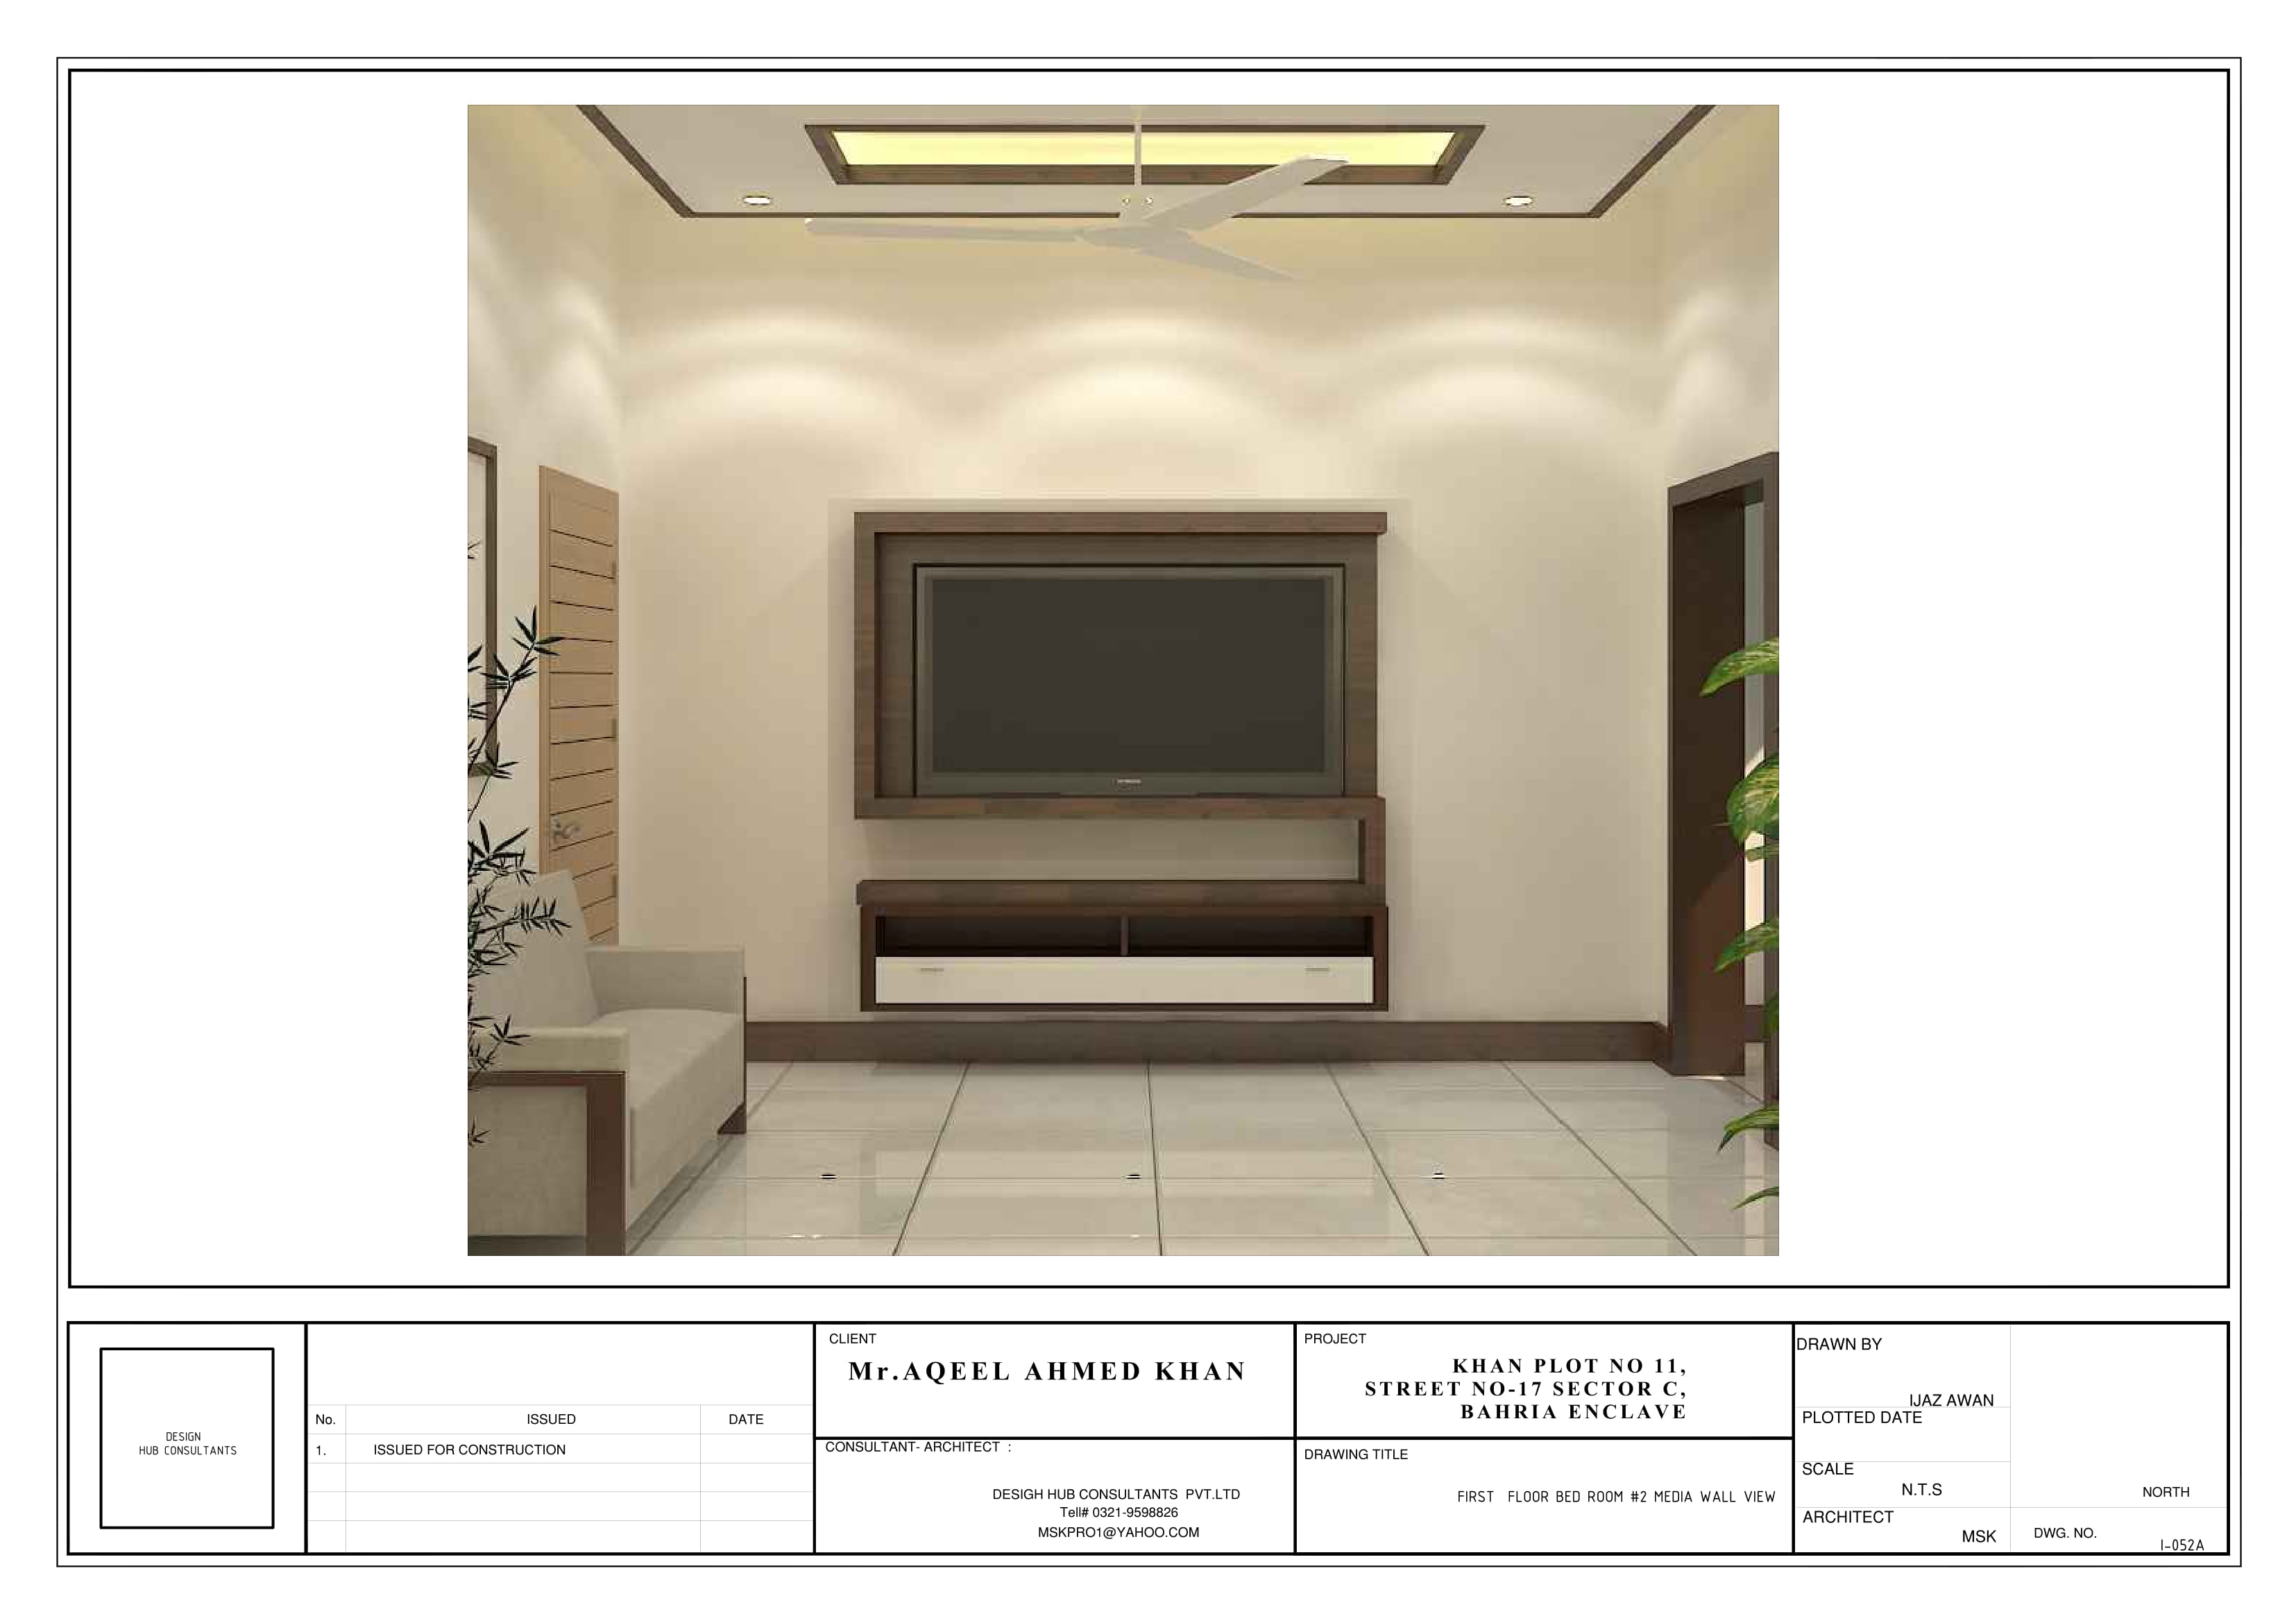 DESIGN
HUB CONSULTANTS
No. ISSUED DATE
1. ISSUED FOR CONSTRUCTION
CLIENT
Mr.AQEEL AHMED KHAN
CONSULTANT- ARCHITECT :
DESIGH HUB CONSULTANTS PVT.LTD
Tell# 0321-9598826
MSKPRO1@YAHOO.COM
PROJECT
KHAN PLOT NO 11,
STREET NO-17 SECTOR C,
BAHRIA ENCLAVE
DRAWING TITLE
FIRST FLOOR BED ROOM #2 MEDIA WALL VIEW
DRAWN BY
IJAZ AWAN
PLOTTED DATE
SCALE
N.T.S
ARCHITECT
MSK
NORTH
DWG. NO.
I-052A